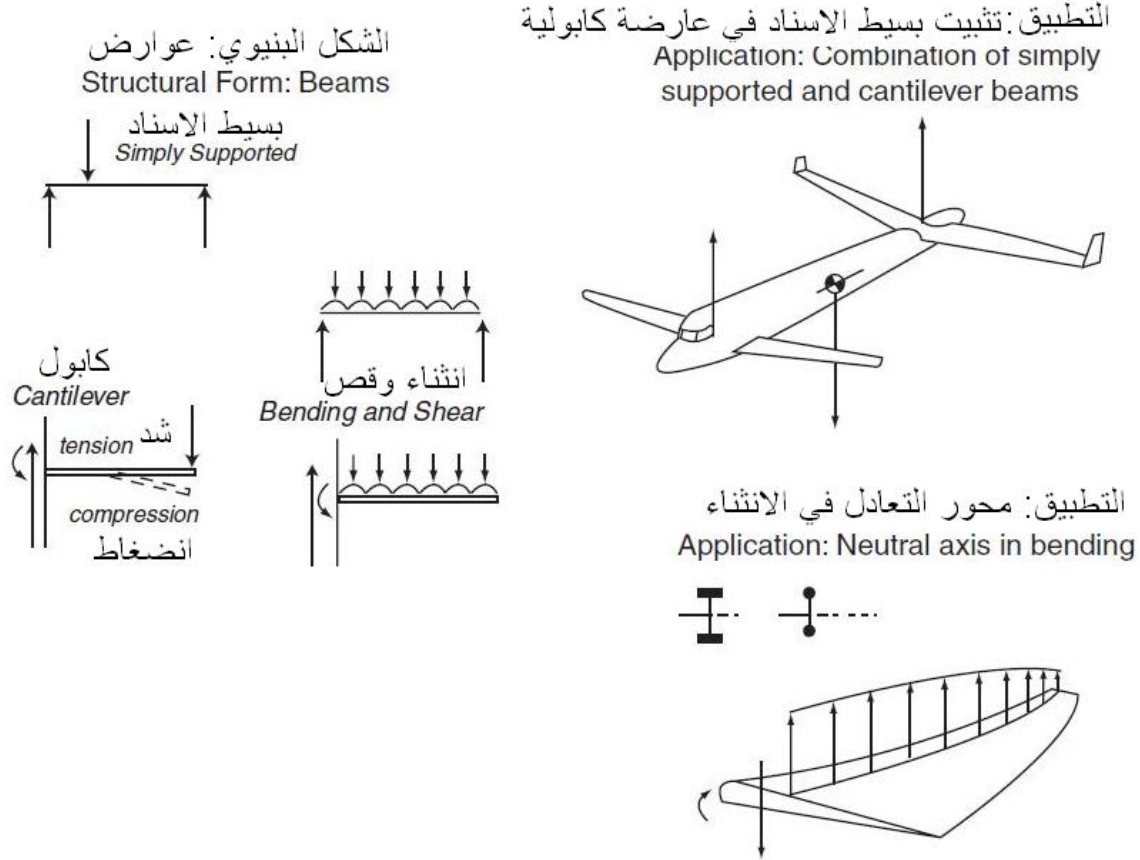 الشكل البنيوي: عوارض
Structural Form: Beams
بسيط الاسناد
Simply Supported
كابول
Cantilever
tension شد
compression
انضغاط
انثناء وقص
Bending and Shear
التطبيق: تثبيت بسيط الاسناد في عارضة كابولية
Application: Combination of simply
supported and cantilever beams
التطبيق: محور التعادل في الانثناء
Application: Neutral axis in bending